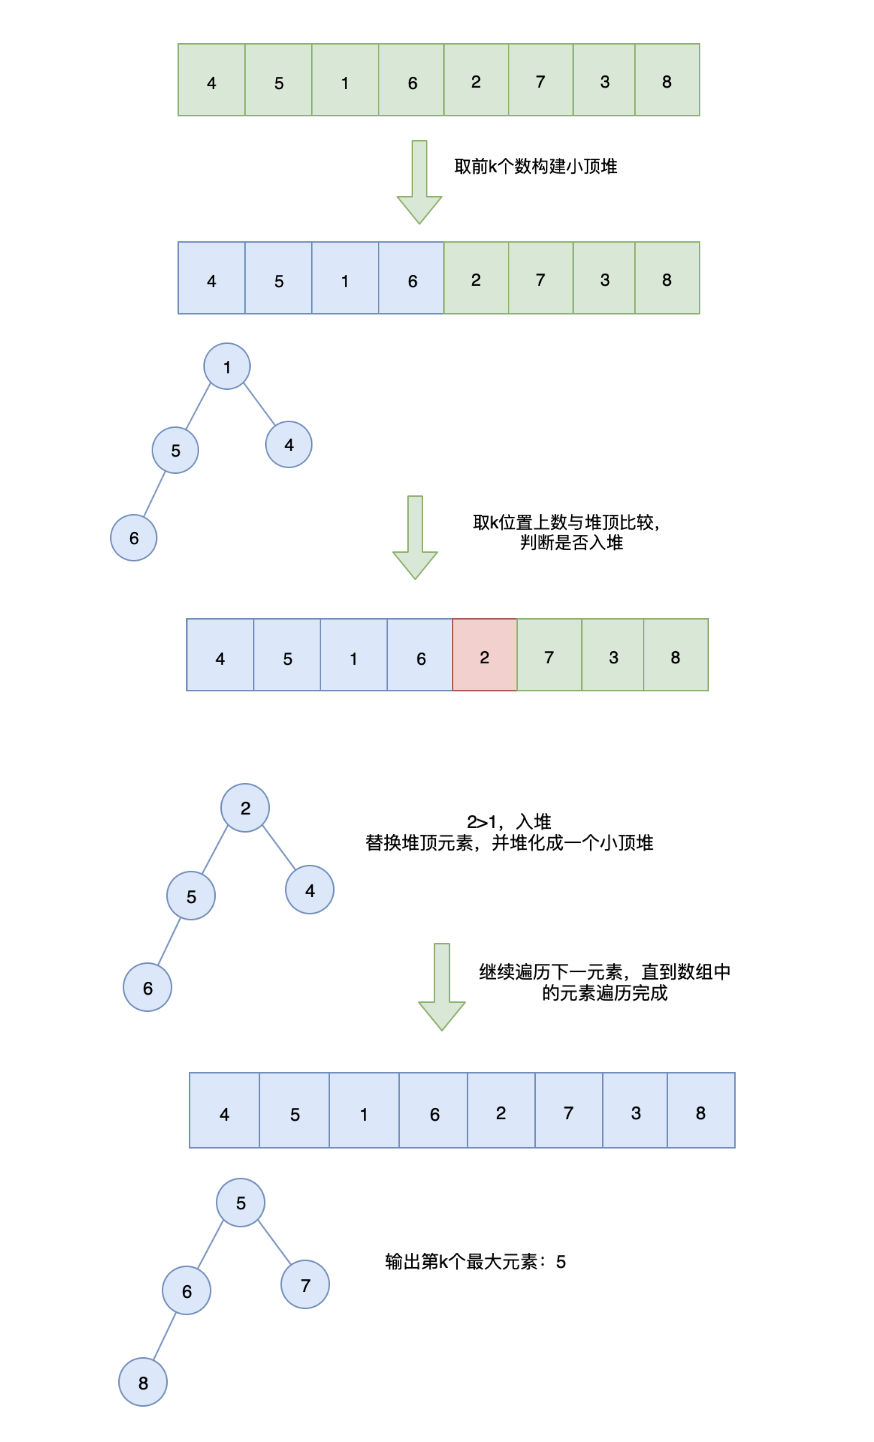 4 5 1 6 2 7 3 8
取前k个数构建小顶堆
4 5 1 6 2 7 3 8
1
5 4
6
取k位置上数与堆顶比较,
判断是否入堆
4 5 1 6 2 7 3 8
2
5 4
6
2>1，入堆
替换堆顶元素，并堆化成一个小顶堆
继续遍历下一元素，直到数组中
的元素遍历完成
4 5 1 6 2 7 3 8
5
6 7
8
输出第k个最大元素：5